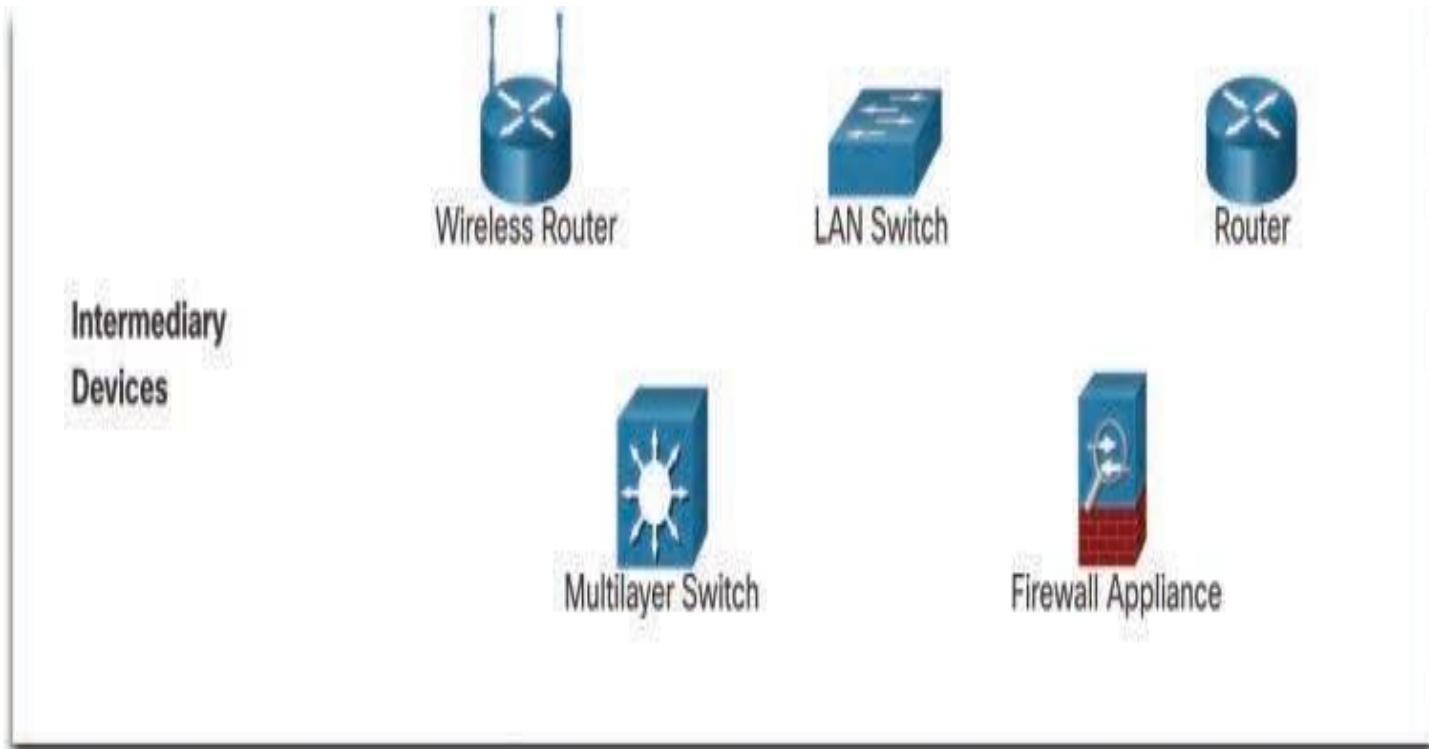 Wireless Router
LAN Switch
Router
Intermediary
Devices
Multilayer Switch
Firewall Appliance